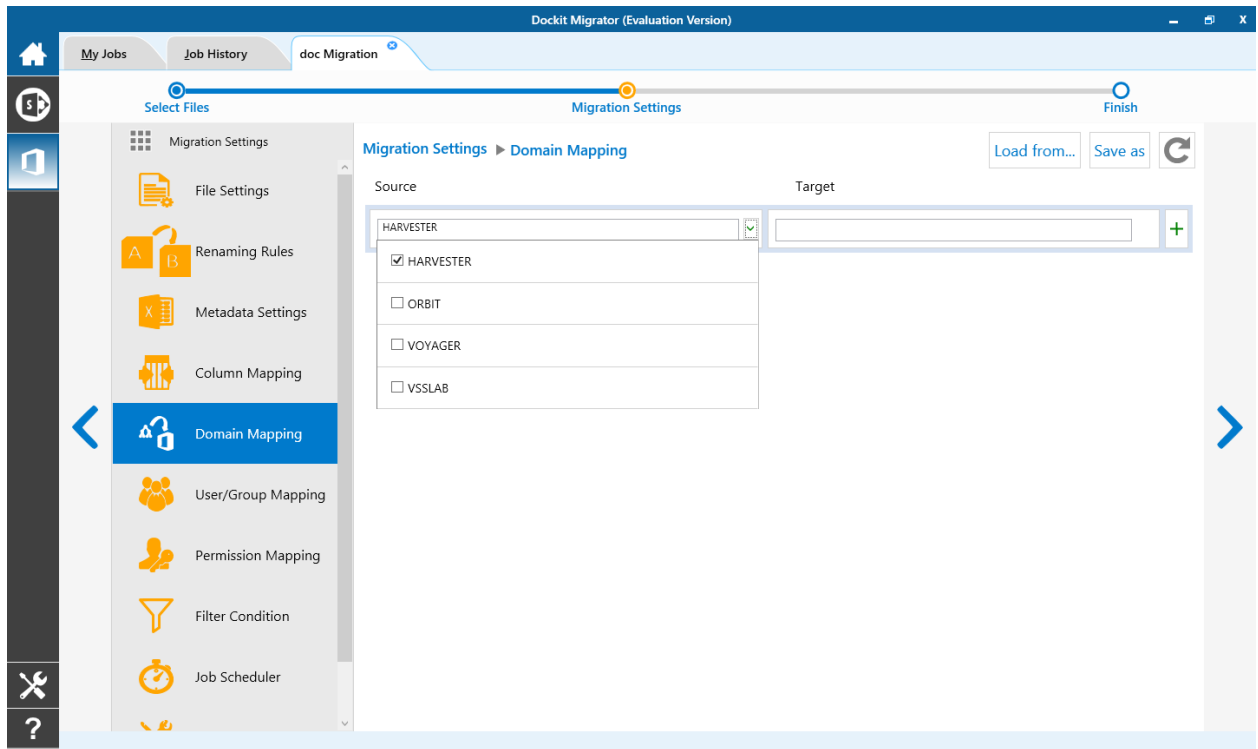 Dockit Migrator (Evaluation Version)
My Jobs
Job History
doc Migration
Select Files
Migration Settings
Finish
Migration Settings
File Settings
A
B
Renaming Rules
X
Metadata Settings
Column Mapping
Domain Mapping
User/Group Mapping
Permission Mapping
Filter Condition
Job Scheduler
Migration Settings ▶ Domain Mapping
Load from...
Save as
Source
Target
HARVESTER
HARVESTER
ORBIT
VOYAGER
VSSLAB
S
?